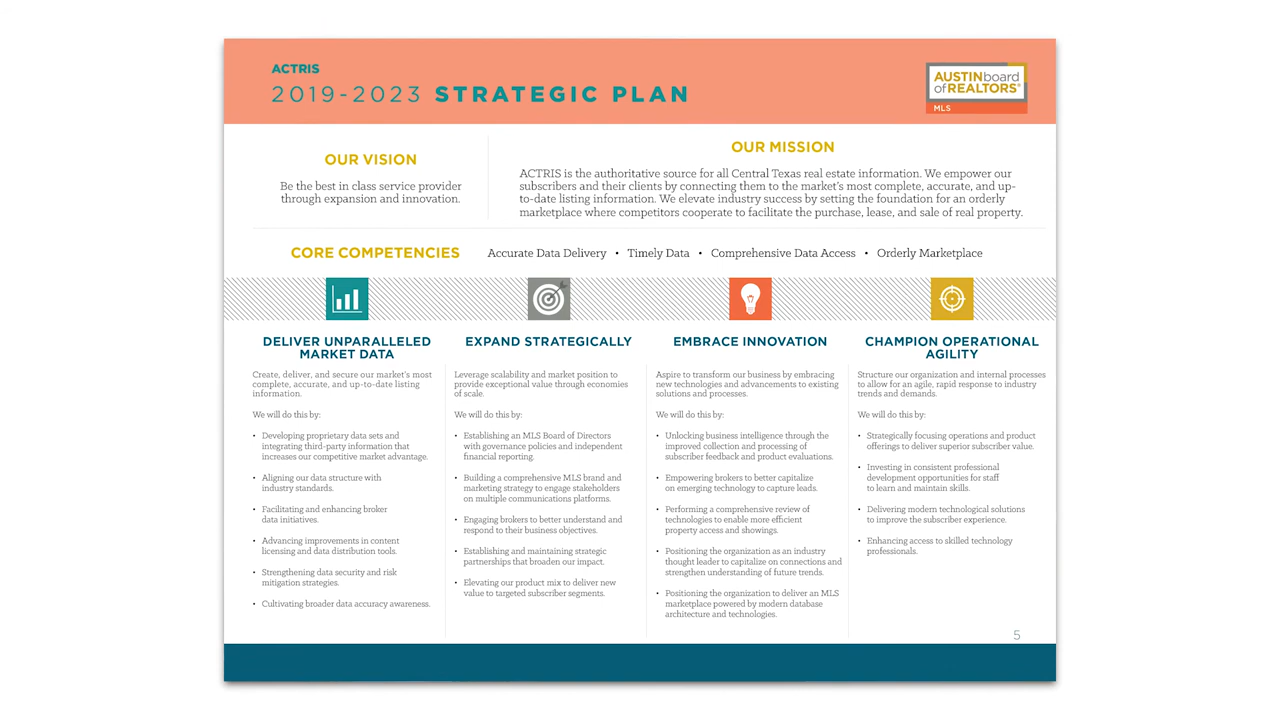 ACTRIS
2019-2023 STRATEGIC PLAN
AUSTINboard
ofREALTORS®
MLS
OUR VISION
Be the best in class service provider
through expansion and innovation.
OUR MISSION
ACTRIS is the authoritative source for all Central Texas real estate information. We empower our
subscribers and their clients by connecting them to the market's most complete, accurate, and up-
to-date listing information. We elevate industry success by setting the foundation for an orderly
marketplace where competitors cooperate to facilitate the purchase, lease, and sale of real property.
CORE COMPETENCIES Accurate Data Delivery • Timely Data • Comprehensive Data Access • Orderly Marketplace
DELIVER UNPARALLELED
MARKET DATA
Create, deliver, and secure our market's most
complete, accurate, and up-to-date listing
information.
We will do this by:
• Developing proprietary data sets and
integrating third-party information that
increases our competitive market advantage.
• Aligning our data structure with
industry standards.
• Facilitating and enhancing broker
data initiatives.
• Advancing improvements in content
licensing and data distribution tools.
• Strengthening data security and risk
mitigation strategies.
• Cultivating broader data accuracy awareness.
EXPAND STRATEGICALLY
Leverage scalability and market position to
provide exceptional value through economies
of scale.
We will do this by:
• Establishing an MLS Board of Directors
with governance policies and independent
financial reporting.
• Building a comprehensive MLS brand and
marketing strategy to engage stakeholders
on multiple communications platforms.
• Engaging brokers to better understand and
respond to their business objectives.
• Establishing and maintaining strategic
partnerships that broaden our impact.
• Elevating our product mix to deliver new
value to targeted subscriber segments.
EMBRACE INNOVATION
Aspire to transform our business by embracing
new technologies and advancements to existing
solutions and processes.
We will do this by:
• Unlocking business intelligence through the
improved collection and processing of
subscriber feedback and product evaluations.
• Empowering brokers to better capitalize
on emerging technology to capture leads.
• Performing a comprehensive review of
technologies to enable more efficient
property access and showings.
• Positioning the organization as an industry
thought leader to capitalize on connections and
strengthen understanding of future trends.
• Positioning the organization to deliver an MLS
marketplace powered by modern database
architecture and technologies.
CHAMPION OPERATIONAL
AGILITY
Structure our organization and internal processes
to allow for an agile, rapid response to industry
trends and demands.
We will do this by:
• Strategically focusing operations and product
offerings to deliver superior subscriber value.
• Investing in consistent professional
development opportunities for staff
to learn and maintain skills.
• Delivering modern technological solutions
to improve the subscriber experience.
• Enhancing access to skilled technology
professionals.
5